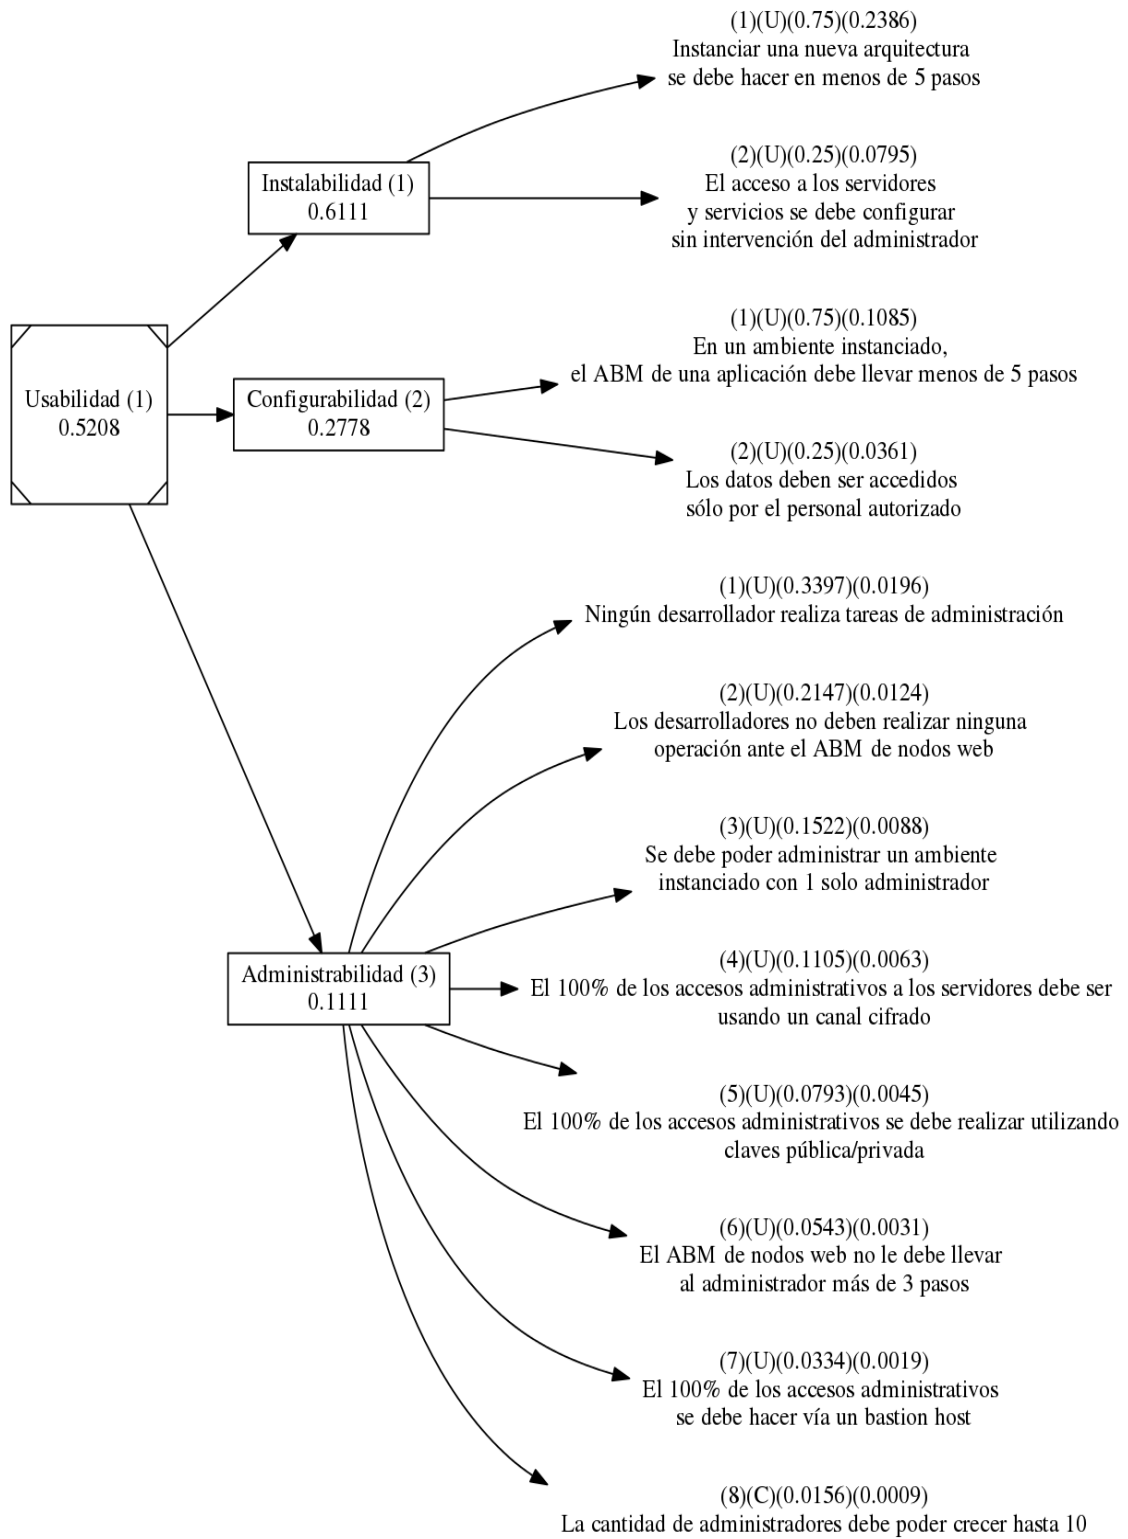 (1)(U)(0.75)(0.2386)
Instanciar una nueva arquitectura
se debe hacer en menos de 5 pasos
Instalabilidad (1)
0.6111
(2)(U)(0.25)(0.0795)
El acceso a los servidores
y servicios se debe configurar
sin intervención del administrador
Usabilidad (1)
0.5208
Configurabilidad (2)
0.2778
(1)(U)(0.75)(0.1085)
En un ambiente instanciado,
el ABM de una aplicación debe llevar menos de 5 pasos
(2)(U)(0.25)(0.0361)
Los datos deben ser accedidos
sólo por el personal autorizado
Administrabilidad (3)
0.1111
(1)(U)(0.3397)(0.0196)
Ningún desarrollador realiza tareas de administración
(2)(U)(0.2147)(0.0124)
Los desarrolladores no deben realizar ninguna
operación ante el ABM de nodos web
(3)(U)(0.1522)(0.0088)
Se debe poder administrar un ambiente
instanciado con 1 solo administrador
(4)(U)(0.1105)(0.0063)
El 100% de los accesos administrativos a los servidores debe ser
usando un canal cifrado
(5)(U)(0.0793)(0.0045)
El 100% de los accesos administrativos se debe realizar utilizando
claves pública/privada
(6)(U)(0.0543)(0.0031)
El ABM de nodos web no le debe llevar
al administrador más de 3 pasos
(7)(U)(0.0334)(0.0019)
El 100% de los accesos administrativos
se debe hacer vía un bastion host
(8)(C)(0.0156)(0.0009)
La cantidad de administradores debe poder crecer hasta 10